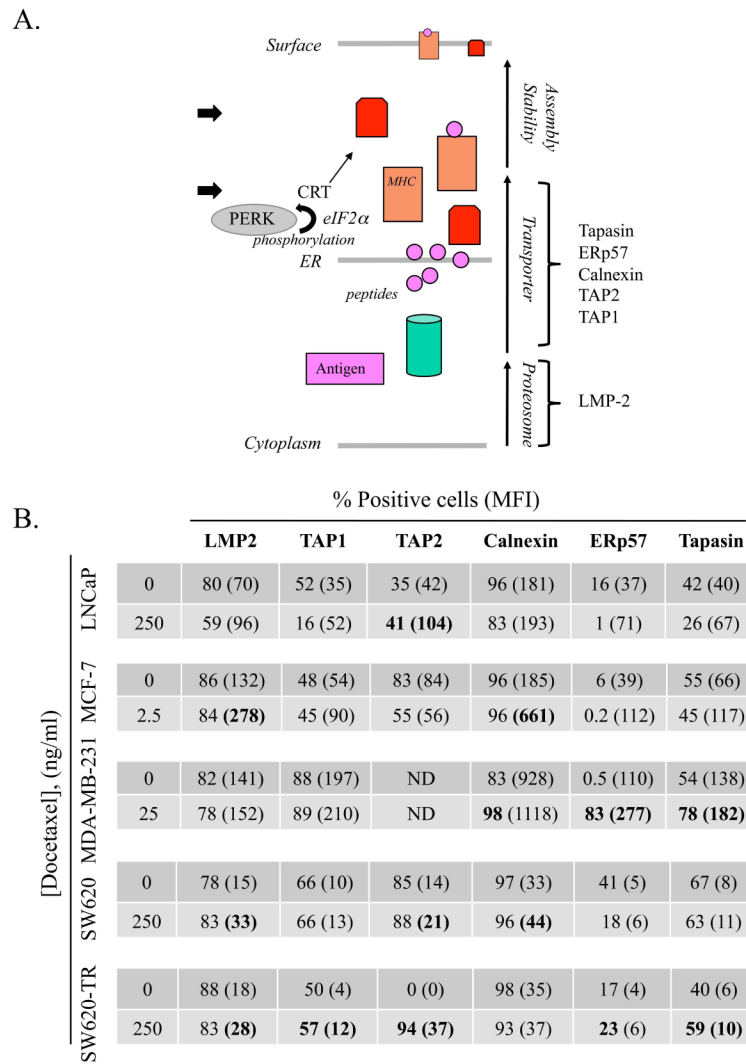 A.
Surface
Assembly
Stability
CRT
MHC
PERK
eIF2α
phosphorylation
ER
peptides
Transporter
Tapasin
ERp57
Calnexin
TAP2
TAP1
Antigen
Proteosome
LMP-2
Cytoplasm
B.
% Positive cells (MFI)
LMP2 TAP1 TAP2 Calnexin ERp57 Tapasin
[Docetaxel], (ng/ml)
LNCaP
0 80 (70) 52 (35) 35 (42) 96 (181) 16 (37) 42 (40)
250 59 (96) 16 (52) 41 (104) 83 (193) 1 (71) 26 (67)
MCF-7
0 86 (132) 48 (54) 83 (84) 96 (185) 6 (39) 55 (66)
2.5 84 (278) 45 (90) 55 (56) 96 (661) 0.2 (112) 45 (117)
MDA-MB-231
0 82 (141) 88 (197) ND 83 (928) 0.5 (110) 54 (138)
25 78 (152) 89 (210) ND 98 (1118) 83 (277) 78 (182)
SW620
0 78 (15) 66 (10) 85 (14) 97 (33) 41 (5) 67 (8)
250 83 (33) 66 (13) 88 (21) 96 (44) 18 (6) 63 (11)
SW620-TR
0 88 (18) 50 (4) 0 (0) 98 (35) 17 (4) 40 (6)
250 83 (28) 57 (12) 94 (37) 93 (37) 23 (6) 59 (10)